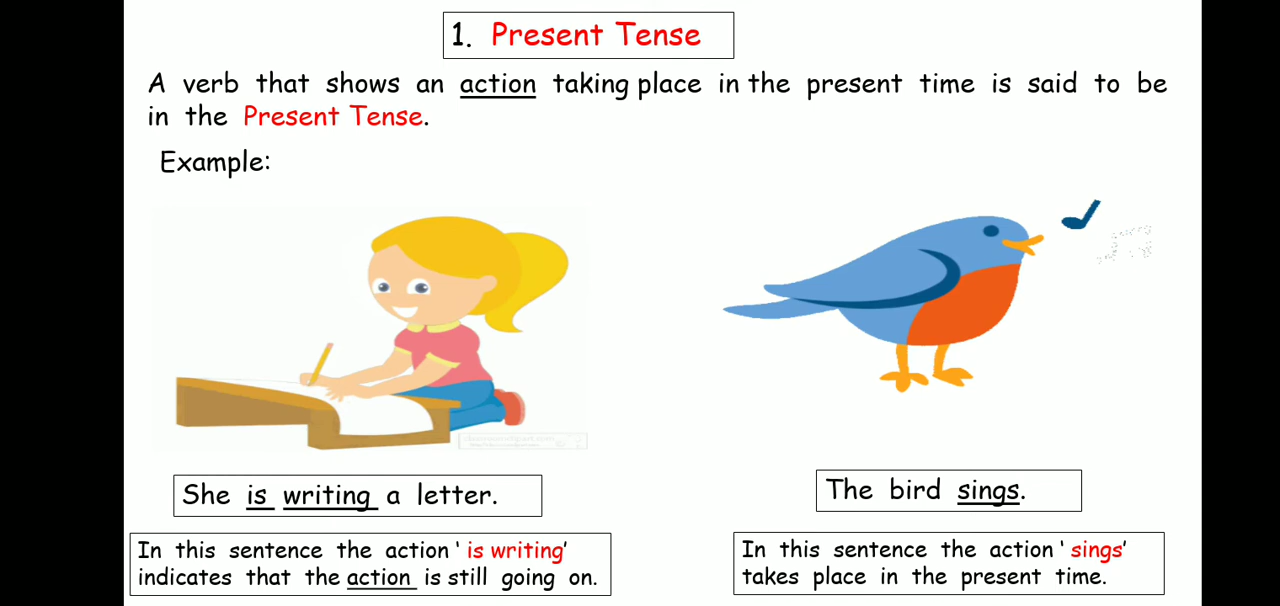 1. Present Tense
A verb that shows an action taking place in the present time is said to be
in the Present Tense.
Example:
She is writing a letter.
The bird sings.
In this sentence the action ‘ is writing’
indicates that the action is still going on.
In this sentence the action ‘ sings’
takes place in the present time.